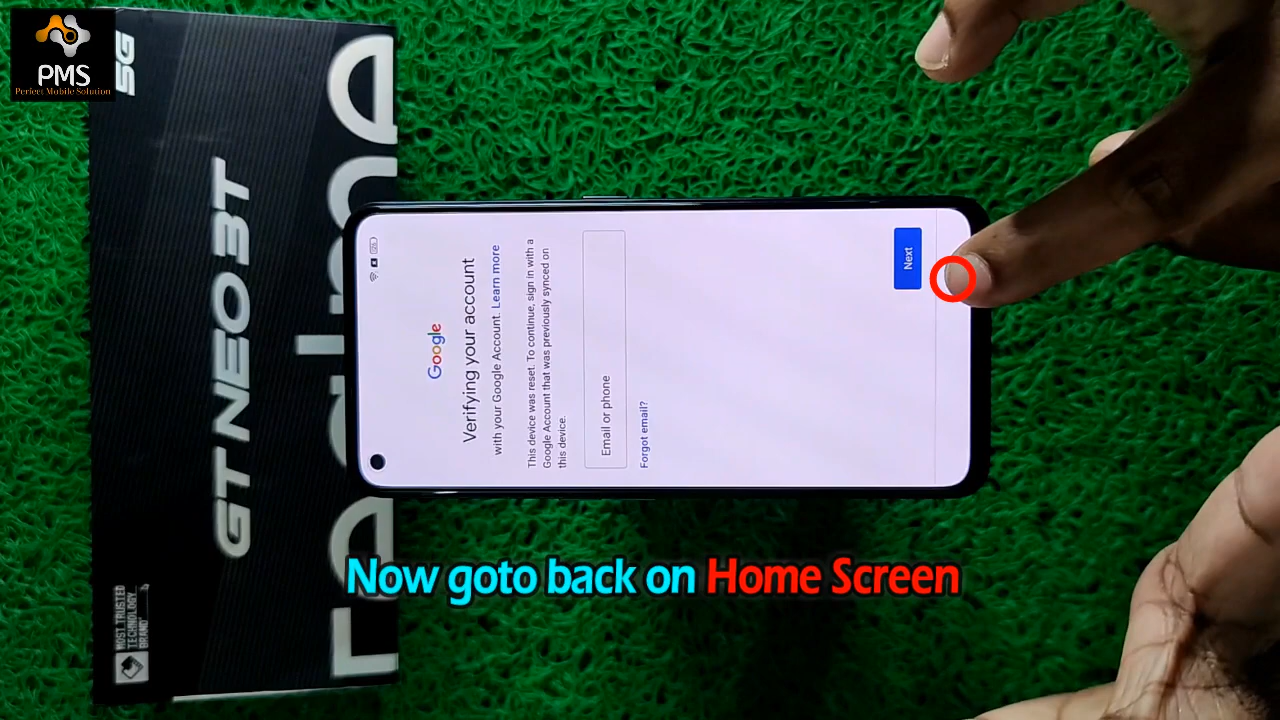 PMS
Perfect Mobile Solution
5G
GT NEO 3T
realme
MOST TRUSTED
TECHNOLOGY
BRAND
Google
Verifying your account
with your Google Account. Learn more
This device was reset. To continue, sign in with a
Google Account that was previously synced on
this device.
Email or phone
Forgot email?
Next
Now goto back on Home Screen